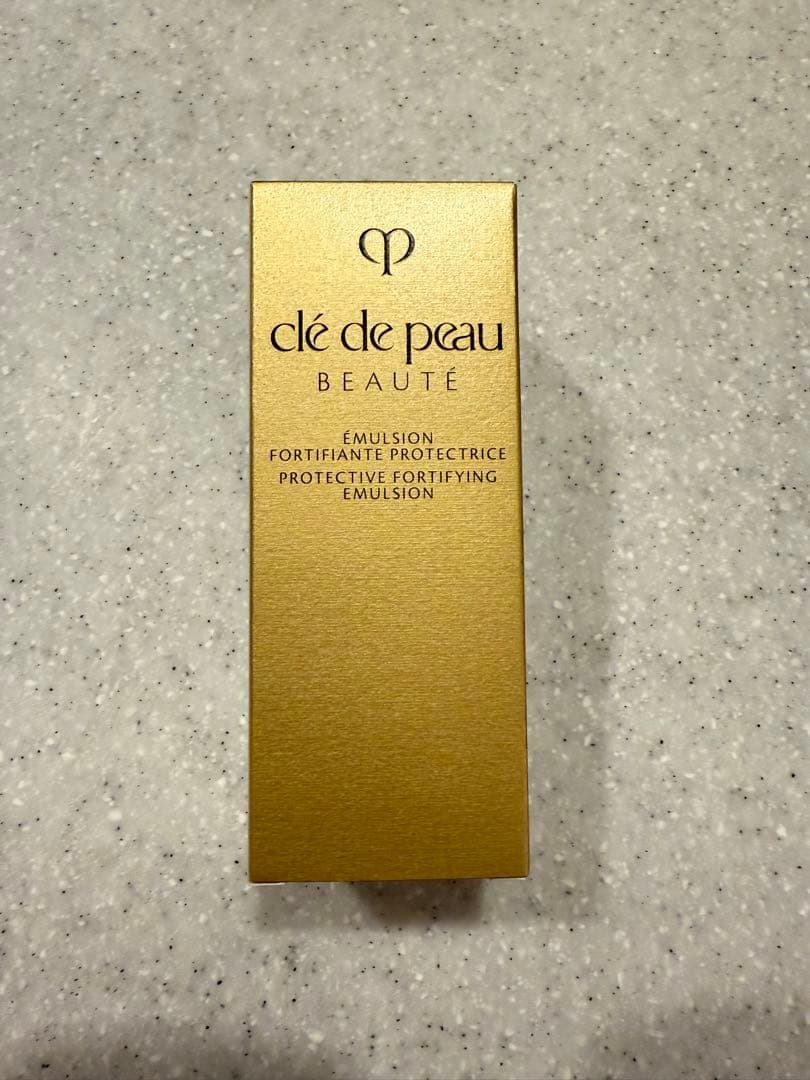 clé de peau
BEAUTÉ
ÉMULSION
FORTIFIANTE PROTECTRICE
PROTECTIVE FORTIFYING
EMULSION